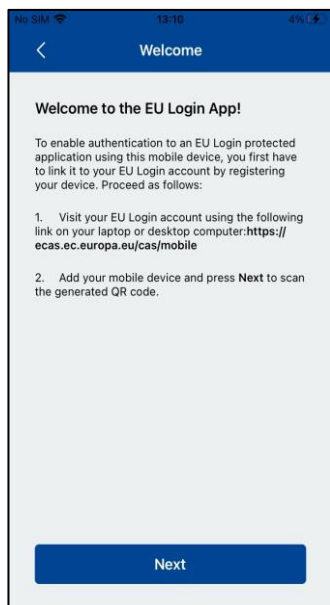 No SIM 13:10 4%
Welcome
Welcome to the EU Login App!
To enable authentication to an EU Login protected
application using this mobile device, you first have
to link it to your EU Login account by registering
your device. Proceed as follows:
1. Visit your EU Login account using the following
link on your laptop or desktop computer:https://
ecas.ec.europa.eu/cas/mobile
2. Add your mobile device and press Next to scan
the generated QR code.
Next